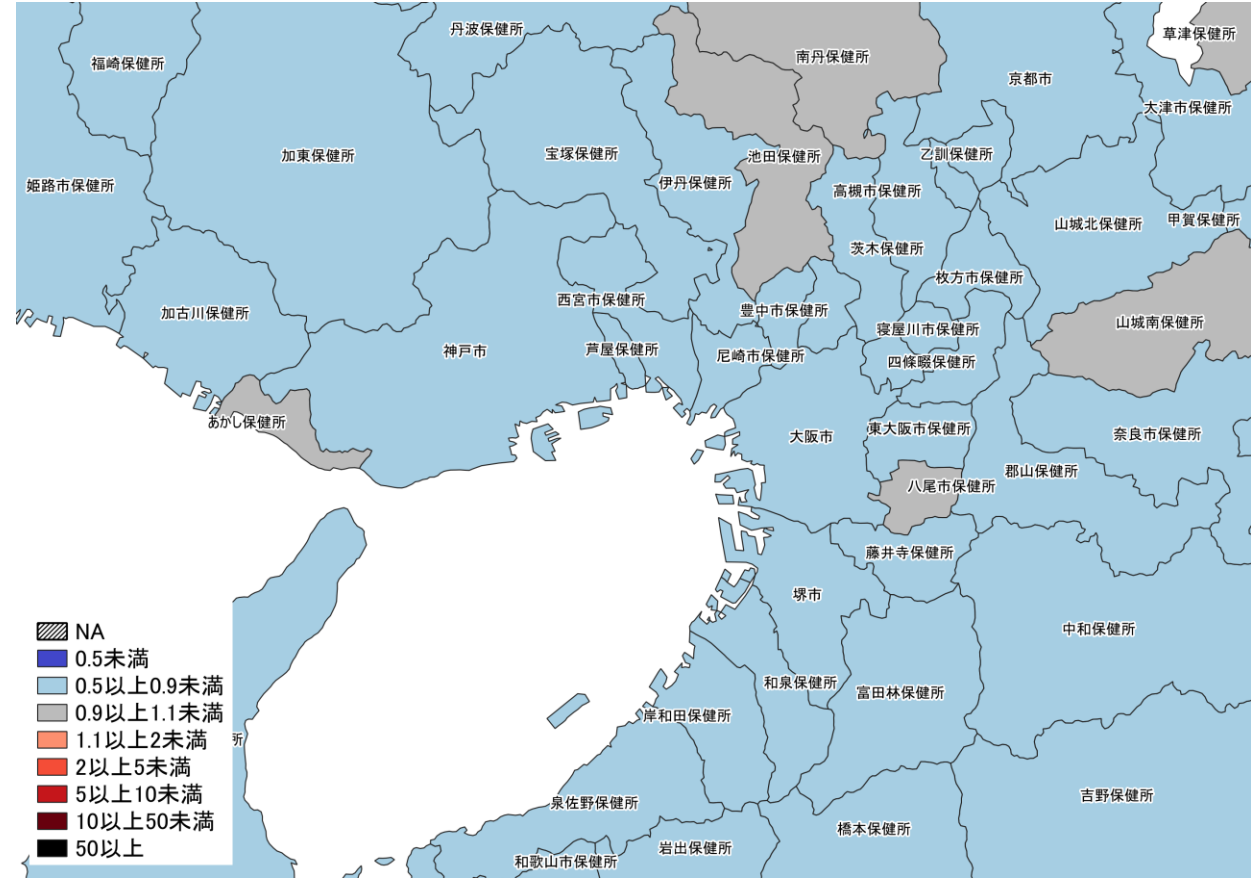 丹波保健所
草津保健所
福崎保健所
南丹保健所
京都市
大津市保健所
加東保健所
宝塚保健所
池田保健所
乙訓保健所
姫路市保健所
伊丹保健所
高槻市保健所
山城北保健所
甲賀保健所
茨木保健所
枚方市保健所
西宮市保健所
加古川保健所
豊中市保健所
寝屋川市保健所
山城南保健所
神戸市
芦屋保健所
尼崎市保健所
四條畷保健所
あかし保健所
大阪市
東大阪市保健所
奈良市保健所
郡山保健所
八尾市保健所
藤井寺保健所
堺市
中和保健所
和泉保健所
富田林保健所
岸和田保健所
所
吉野保健所
泉佐野保健所
橋本保健所
岩出保健所
和歌山市保健所
NA
0.5未満
0.5以上0.9未満
0.9以上1.1未満
1.1以上2未満
2以上5未満
5以上10未満
10以上50未満
50以上